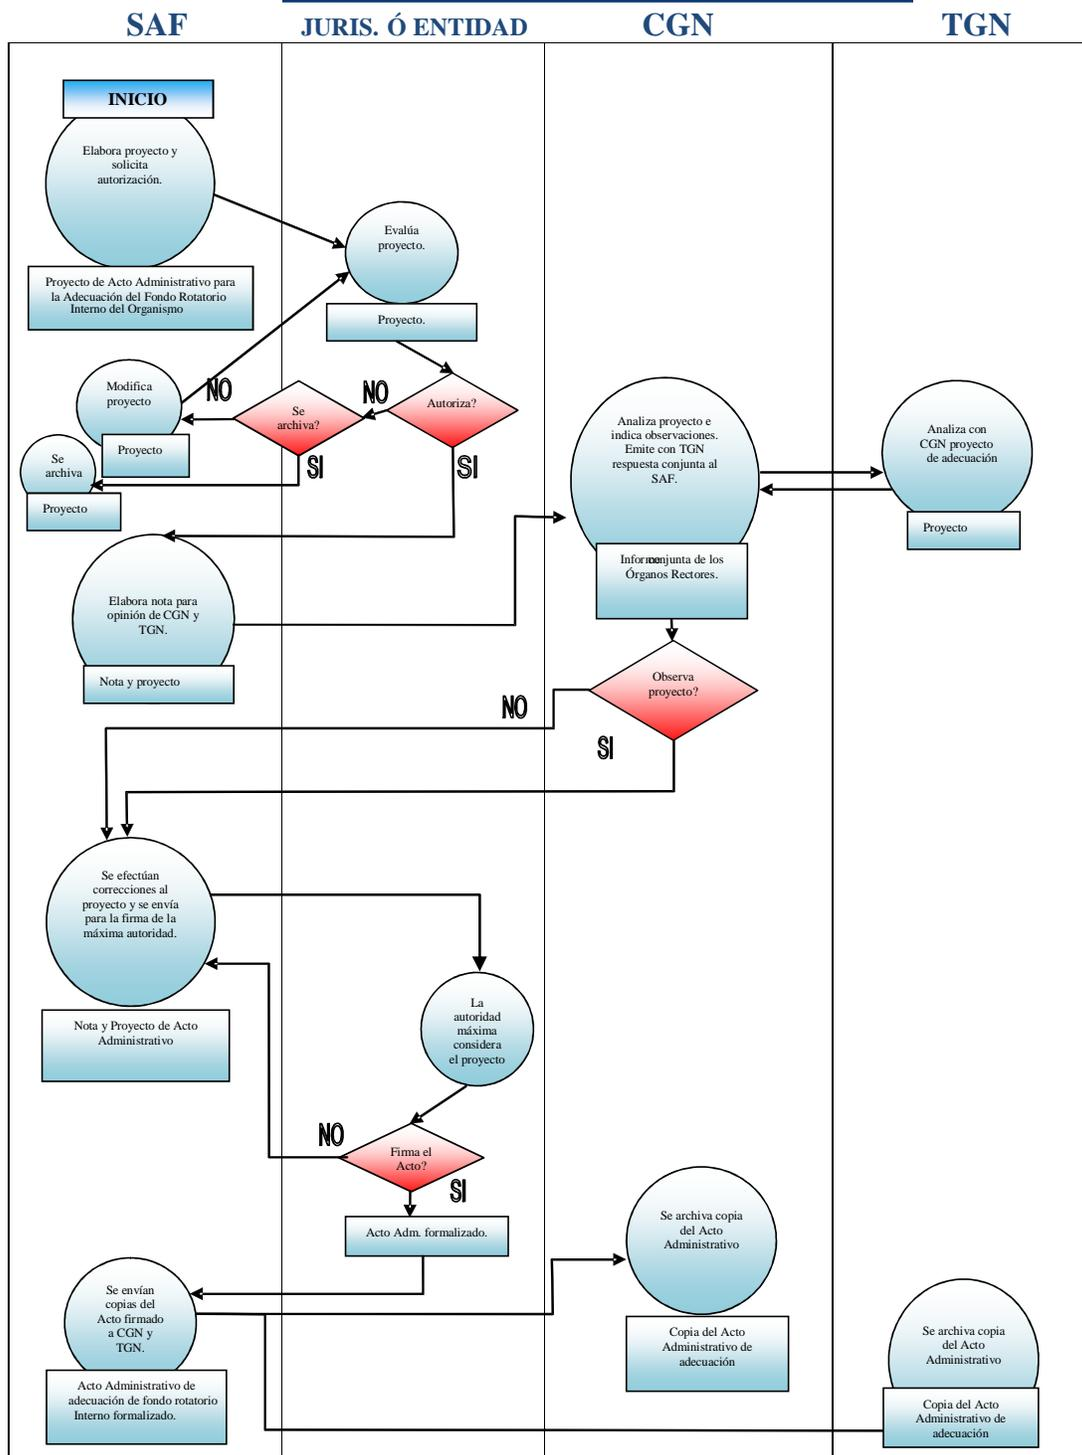 SAF
JURIS. Ó ENTIDAD
CGN
TGN
INICIO
Elabora proyecto y
solicita
autorización.
Proyecto de Acto Administrativo para
la Adecuación del Fondo Rotatorio
Interno del Organismo
Evalúa
proyecto.
Proyecto.
Autoriza?
NO
SI
Se
archiva?
NO
SI
Modifica
proyecto
Proyecto
Se
archiva
Proyecto
Elabora nota para
opinión de CGN y
TGN.
Nota y proyecto
Analiza proyecto e
indica observaciones.
Emite con TGN
respuesta conjunta al
SAF.
de los
Órganos Rectores.
Analiza con
CGN proyecto
de adecuación
Proyecto
Observa
proyecto?
NO
SI
Se efectúan
correcciones al
proyecto y se envía
para la firma de la
máxima autoridad.
Nota y Proyecto de Acto
Administrativo
La
autoridad
máxima
considera
el proyecto
Firma el
Acto?
NO
SI
Acto Adm. formalizado.
Se envían
copias del
Acto firmado
a CGN y
TGN.
Acto Administrativo de
adecuación de fondo rotatorio
Interno formalizado.
Se archiva copia
del Acto
Administrativo
Copia del Acto
Administrativo de
adecuación
Se archiva copia
del Acto
Administrativo
Copia del Acto
Administrativo de
adecuación